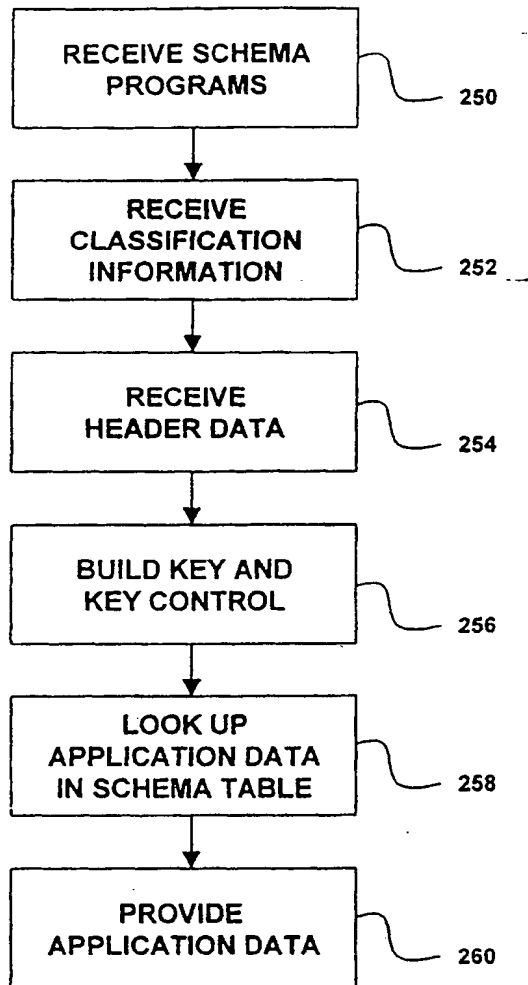 RECEIVE SCHEMA
PROGRAMS
250
RECEIVE
CLASSIFICATION
INFORMATION
252
RECEIVE
HEADER DATA
254
BUILD KEY AND
KEY CONTROL
256
LOOK UP
APPLICATION DATA
IN SCHEMA TABLE
258
PROVIDE
APPLICATION DATA
260